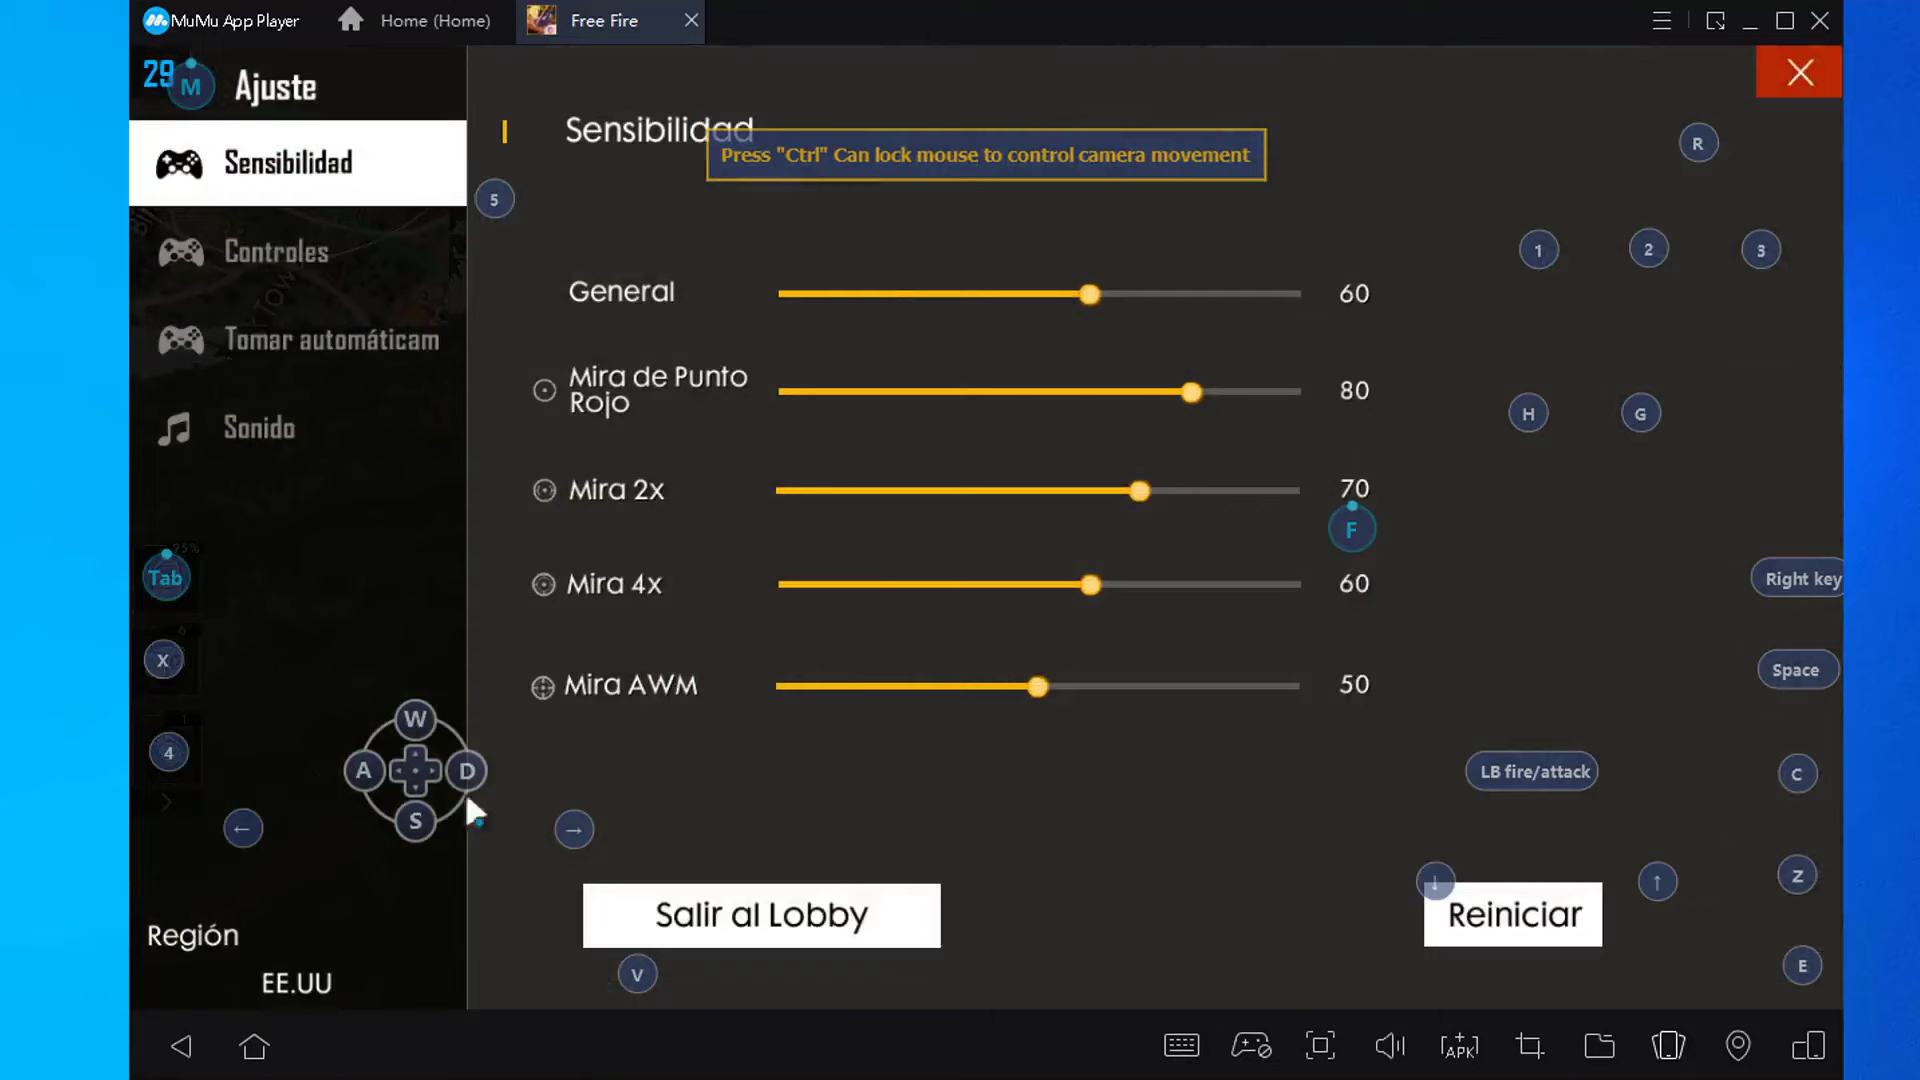 MuMu App Player
Home (Home)
Free Fire
29
M
Ajuste
Sensibilidad
Sensibilidad
Press "Ctrl" Can lock mouse to control camera movement
R
5
Controles
1
2
3
General
60
Tomar automáticam
Mira de Punto
Rojo
80
H
G
Sonido
Mira 2x
70
F
95%
Tab
Mira 4x
60
Right key
X
Mira AWM
50
Space
W
4
A
D
S
LB fire/attack
C
←
→
↓
↑
Z
Salir al Lobby
Reiniciar
Región
V
E
EE.UU
APK